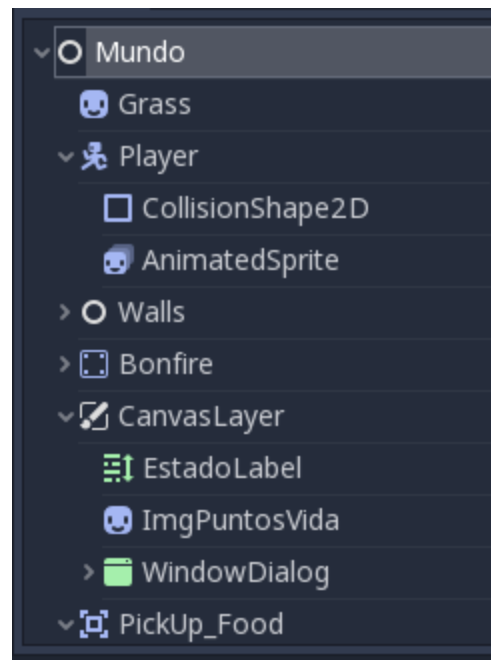 Mundo
Grass
Player
CollisionShape2D
AnimatedSprite
Walls
Bonfire
CanvasLayer
EstadoLabel
ImgPuntosVida
WindowDialog
PickUp_Food